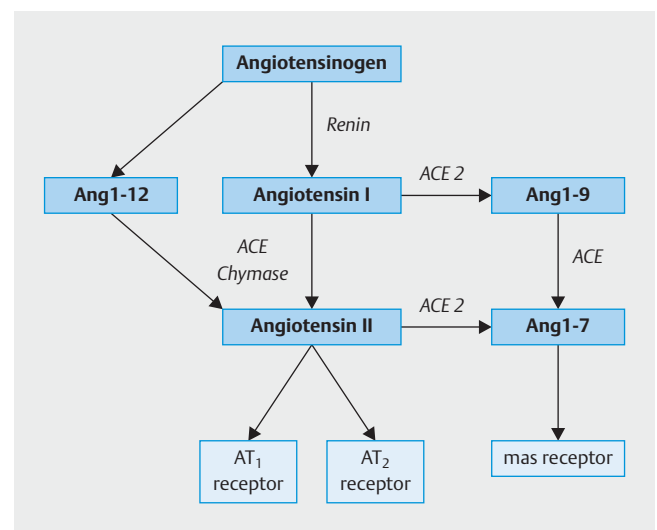 Angiotensinogen
Renin
Ang1-12
Angiotensin I
ACE 2
Ang1-9
ACE
Chymase
ACE
Angiotensin II
ACE 2
Ang1-7
AT₁
receptor
AT₂
receptor
mas receptor